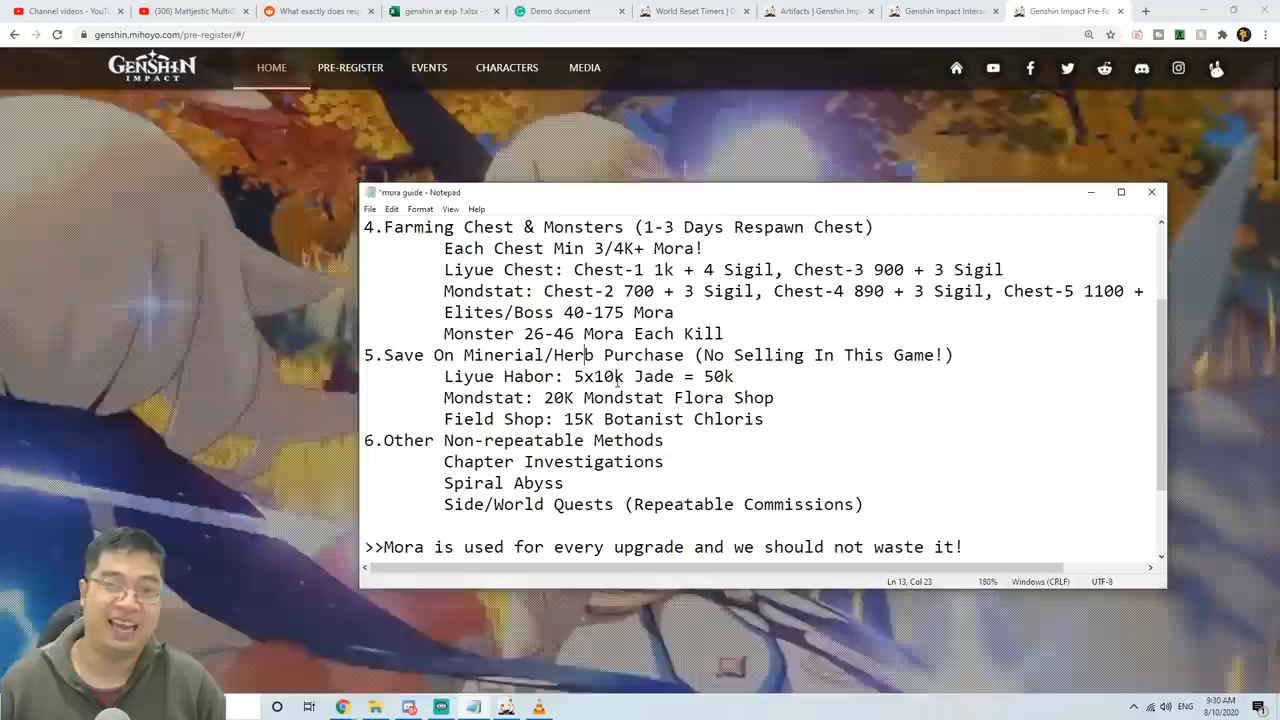 Channel videos - YouTu
(306) Mattjestic MultiG
What exactly does resp
genshin ar exp 1.xlsx -
Demo document
World Reset Timers | G
Artifacts | Genshin Imp
Genshin Impact Interac
Genshin Impact Pre-Re
genshin.mihoyo.com/pre-register/#/
GENSHIN
IMPACT
HOME
PRE-REGISTER
EVENTS
CHARACTERS
MEDIA
*mora guide - Notepad
File Edit Format View Help
4.Farming Chest & Monsters (1-3 Days Respawn Chest)
Each Chest Min 3/4K+ Mora!
Liyue Chest: Chest-1 1k + 4 Sigil, Chest-3 900 + 3 Sigil
Mondstat: Chest-2 700 + 3 Sigil, Chest-4 890 + 3 Sigil, Chest-5 1100 +
Elites/Boss 40-175 Mora
Monster 26-46 Mora Each Kill
5.Save On Minerial/Herb Purchase (No Selling In This Game!)
Liyue Habor: 5x10k Jade = 50k
Mondstat: 20K Mondstat Flora Shop
Field Shop: 15K Botanist Chloris
6.Other Non-repeatable Methods
Chapter Investigations
Spiral Abyss
Side/World Quests (Repeatable Commissions)
>>Mora is used for every upgrade and we should not waste it!
Ln 13, Col 23
180%
Windows (CRLF)
UTF-8
9:30 AM
8/10/2020